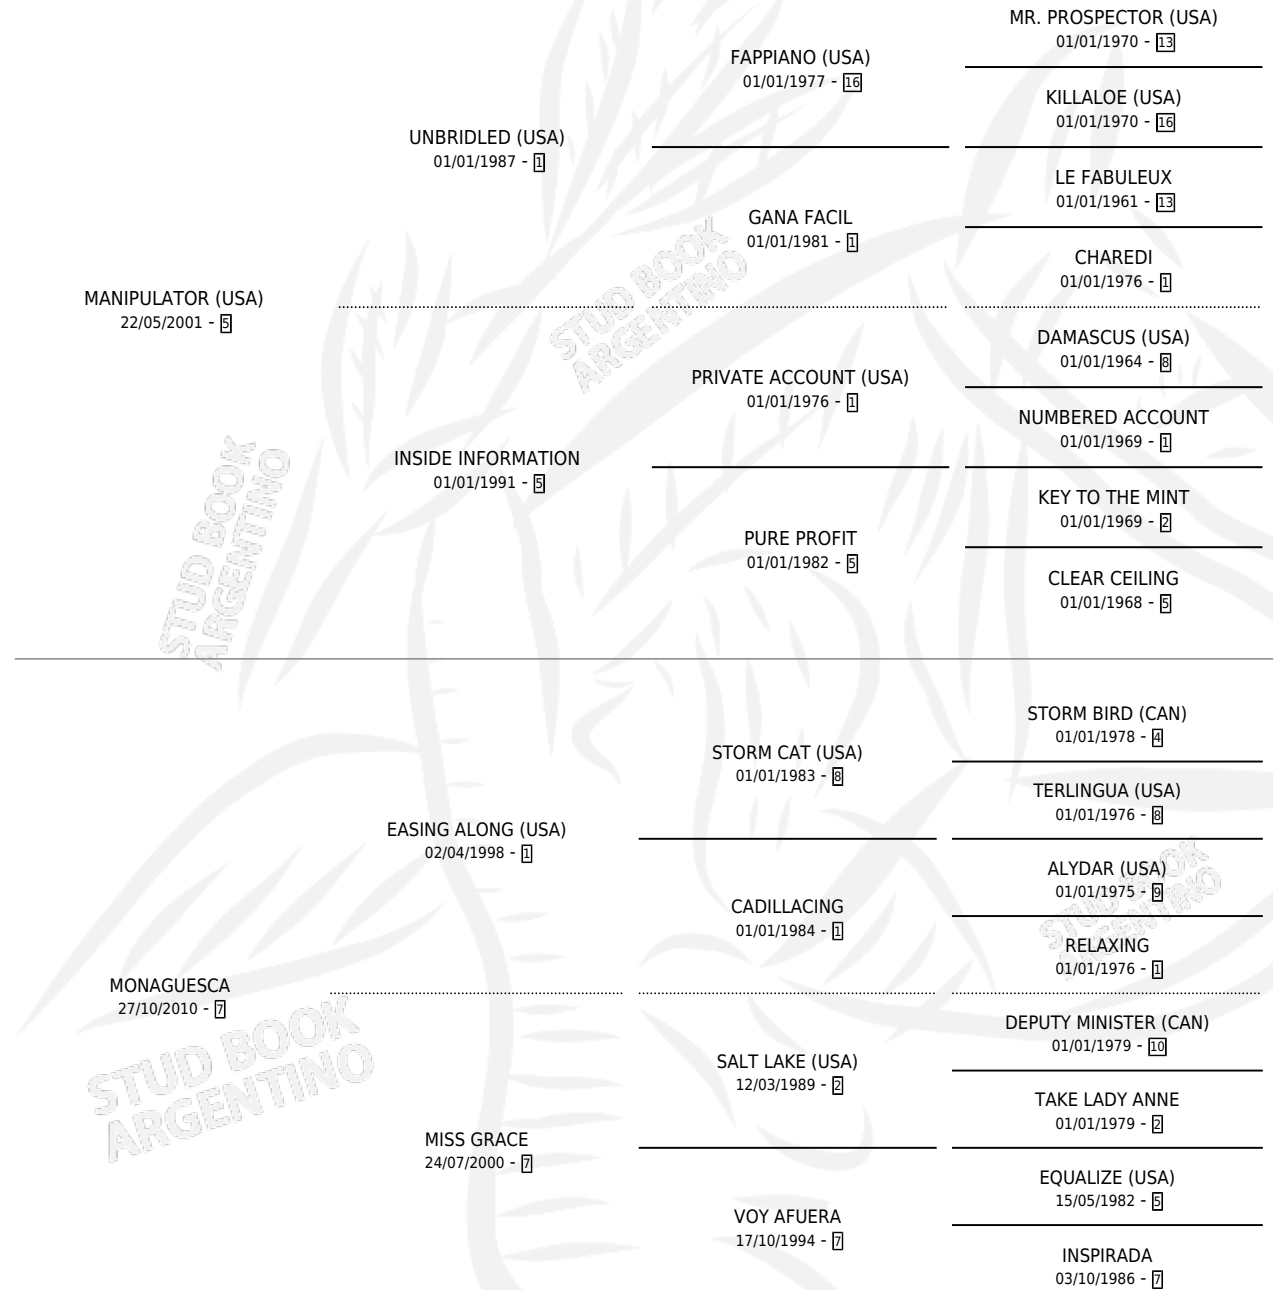 MR. PROSPECTOR (USA)
01/01/1970 - 13
FAPPIANO (USA)
01/01/1977 - 16
KILLALOE (USA)
01/01/1970 - 16
UNBRIDLED (USA)
01/01/1987 - 1
LE FABULEUX
01/01/1961 - 13
GANA FACIL
01/01/1981 - 1
CHAREDI
01/01/1976 - 1
MANIPULATOR (USA)
22/05/2001 - 5
DAMASCUS (USA)
01/01/1964 - 8
PRIVATE ACCOUNT (USA)
01/01/1976 - 1
NUMBERED ACCOUNT
01/01/1969 - 1
INSIDE INFORMATION
01/01/1991 - 5
KEY TO THE MINT
01/01/1969 - 2
PURE PROFIT
01/01/1982 - 5
CLEAR CEILING
01/01/1968 - 5
STORM BIRD (CAN)
01/01/1978 - 4
STORM CAT (USA)
01/01/1983 - 8
TERLINGUA (USA)
01/01/1976 - 8
EASING ALONG (USA)
02/04/1998 - 1
ALYDAR (USA)
01/01/1975 - 9
CADILLACING
01/01/1984 - 1
RELAXING
01/01/1976 - 1
MONAGUESCA
27/10/2010 - 7
DEPUTY MINISTER (CAN)
01/01/1979 - 10
SALT LAKE (USA)
12/03/1989 - 2
TAKE LADY ANNE
01/01/1979 - 2
MISS GRACE
24/07/2000 - 7
EQUALIZE (USA)
15/05/1982 - 5
VOY AFUERA
17/10/1994 - 7
INSPIRADA
03/10/1986 - 7
STUD BOOK
ARGENTINO
STUD BOOK
ARGENTINO
STUD BOOK
ARGENTINO
STUD BOOK
ARGENTINO